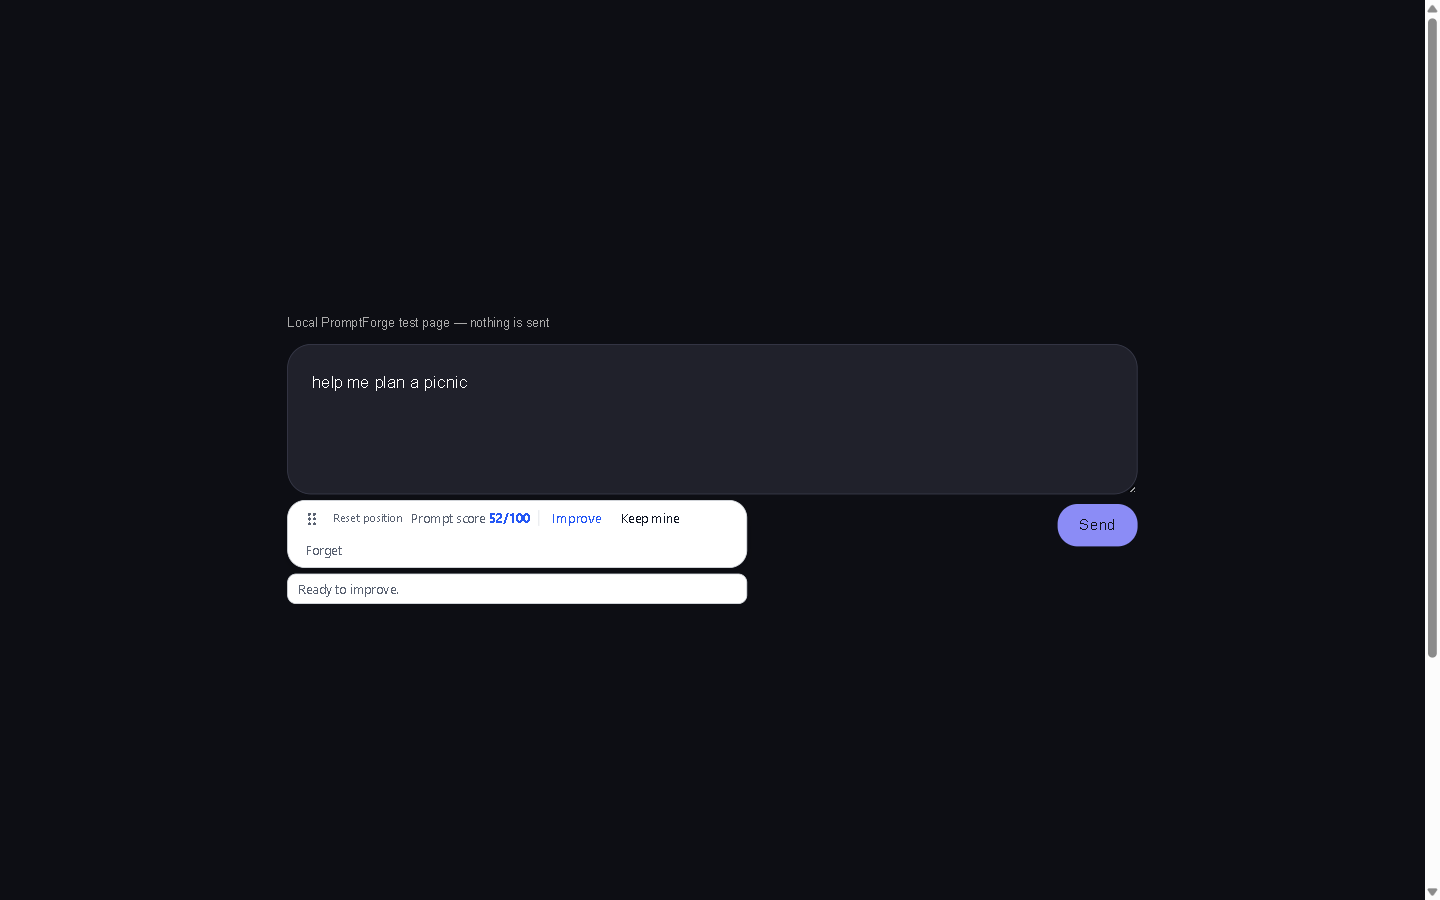 Local PromptForge test page — nothing is sent
help me plan a picnic
Reset position Prompt score 52/100 Improve Keep mine
Forget
Send
Ready to improve.